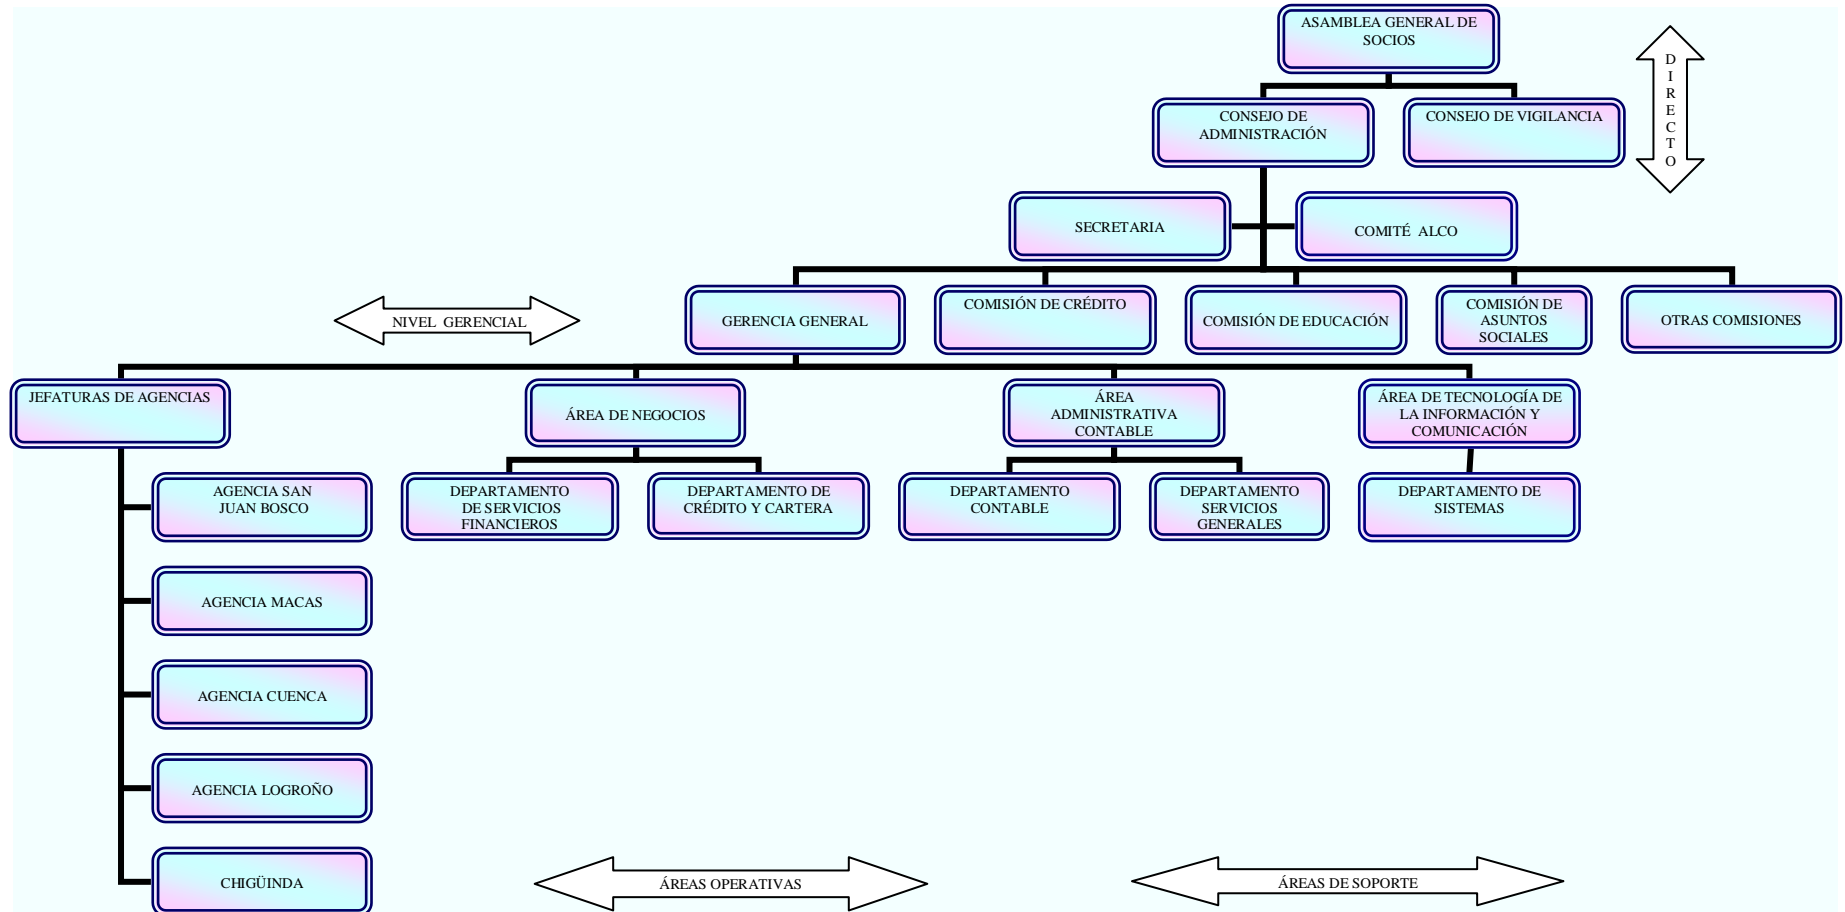 ASAMBLEA GENERAL DE
SOCIOS
D
I
R
E
C
T
O
CONSEJO DE
ADMINISTRACIÓN
CONSEJO DE VIGILANCIA
SECRETARIA
COMITÉ ALCO
NIVEL GERENCIAL
GERENCIA GENERAL
COMISIÓN DE CRÉDITO
COMISIÓN DE EDUCACIÓN
COMISIÓN DE
ASUNTOS
SOCIALES
OTRAS COMISIONES
JEFATURAS DE AGENCIAS
ÁREA DE NEGOCIOS
ÁREA
ADMINISTRATIVA
CONTABLE
ÁREA DE TECNOLOGÍA DE
LA INFORMACIÓN Y
COMUNICACIÓN
AGENCIA SAN
JUAN BOSCO
DEPARTAMENTO
DE SERVICIOS
FINANCIEROS
DEPARTAMENTO DE
CRÉDITO Y CARTERA
DEPARTAMENTO
CONTABLE
DEPARTAMENTO
SERVICIOS
GENERALES
DEPARTAMENTO DE
SISTEMAS
AGENCIA MACAS
AGENCIA CUENCA
AGENCIA LOGROÑO
CHIGÜINDA
ÁREAS OPERATIVAS
ÁREAS DE SOPORTE